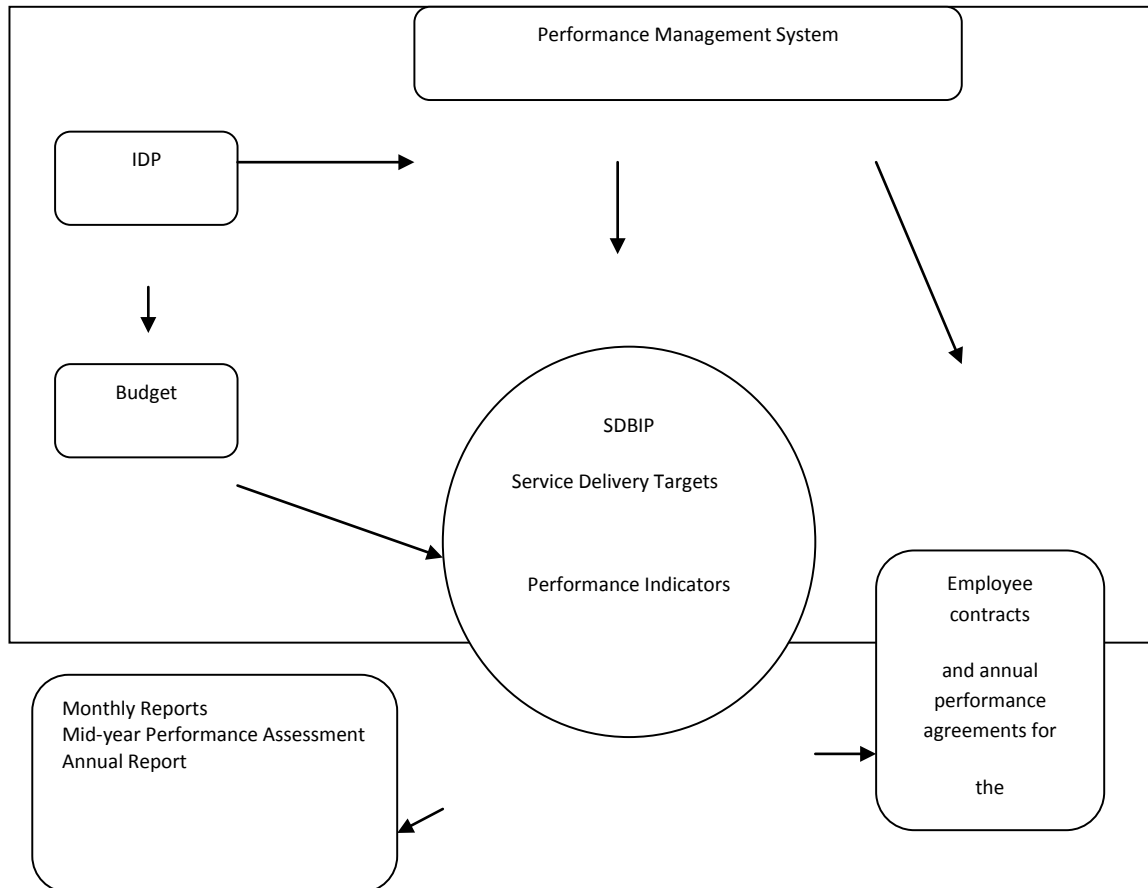 Performance Management System
IDP
Budget
SDBIP
Service Delivery Targets
Performance Indicators
Employee
contracts
and annual
performance
agreements for
the
Monthly Reports
Mid-year Performance Assessment
Annual Report